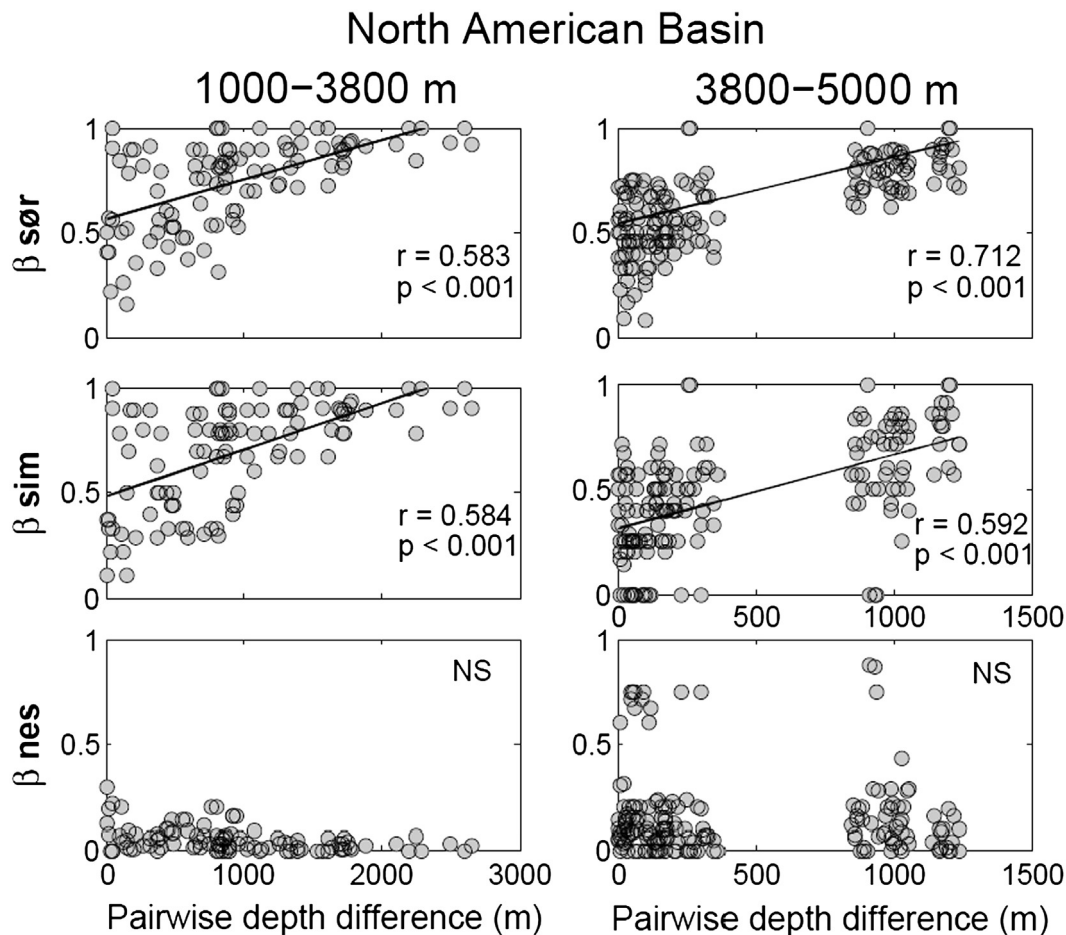 North American Basin
1000−3800 m
3800−5000 m
β sør
1
0.5
0
r = 0.583
p < 0.001
1
0.5
0
r = 0.712
p < 0.001
β sim
1
0.5
0
r = 0.584
p < 0.001
1
0.5
0
r = 0.592
p < 0.001
0 500 1000 1500
β nes
1
0.5
0
NS
0 1000 2000 3000
Pairwise depth difference (m)
1
0.5
0
NS
0 500 1000 1500
Pairwise depth difference (m)